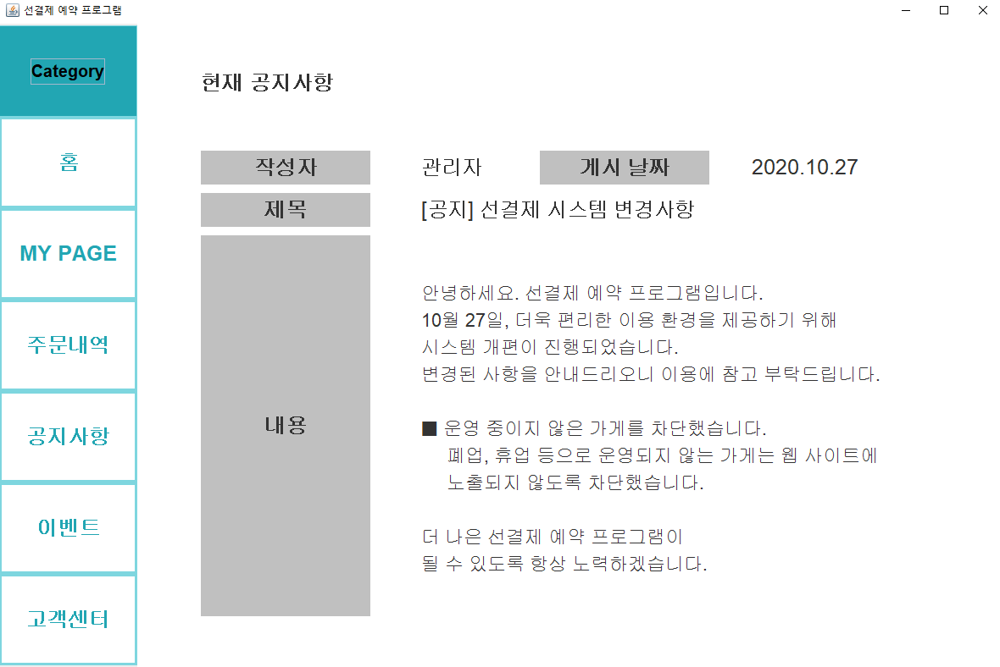 선결제 예약 프로그램
Category
홈
MY PAGE
주문내역
공지사항
이벤트
고객센터
현재 공지사항
작성자 관리자 게시 날짜 2020.10.27
제목 [공지] 선결제 시스템 변경사항
내용
안녕하세요. 선결제 예약 프로그램입니다.
10월 27일, 더욱 편리한 이용 환경을 제공하기 위해
시스템 개편이 진행되었습니다.
변경된 사항을 안내드리오니 이용에 참고 부탁드립니다.
■ 운영 중이지 않은 가게를 차단했습니다.
폐업, 휴업 등으로 운영되지 않는 가게는 웹 사이트에
노출되지 않도록 차단했습니다.
더 나은 선결제 예약 프로그램이
될 수 있도록 항상 노력하겠습니다.